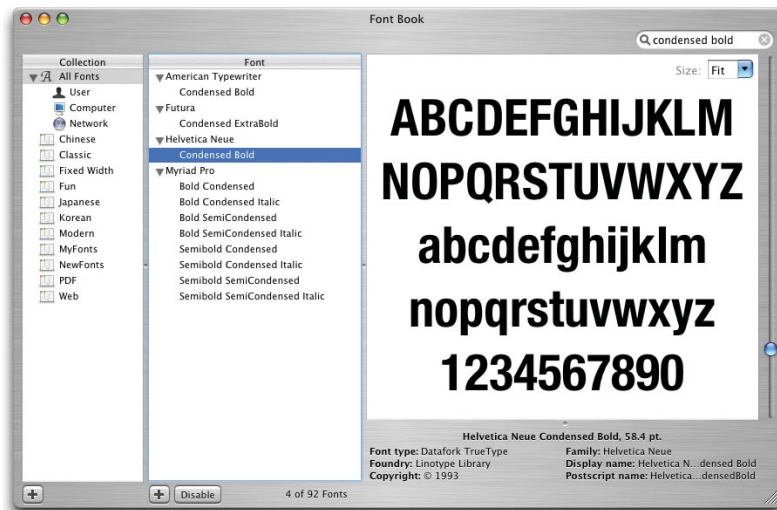 Font Book
condensed bold
Collection
All Fonts
User
Computer
Network
Chinese
Classic
Fixed Width
Fun
Japanese
Korean
Modern
MyFonts
NewFonts
PDF
Web
Font
American Typewriter
Condensed Bold
Futura
Condensed ExtraBold
Helvetica Neue
Condensed Bold
Myriad Pro
Bold Condensed
Bold Condensed Italic
Bold SemiCondensed
Bold SemiCondensed Italic
Semibold Condensed
Semibold Condensed Italic
Semibold SemiCondensed
Semibold SemiCondensed Italic
Disable
4 of 92 Fonts
Size: Fit
ABCDEFGHIJKLM
NOPQRSTUVWXYZ
abcdefghijklm
nopqrstuvwxyz
1234567890
Helvetica Neue Condensed Bold, 58.4 pt.
Font type: Datafork TrueType
Foundry: Linotype Library
Copyright: © 1993
Family: Helvetica Neue
Display name: Helvetica N...densed Bold
Postscript name: Helvetica...densedBold